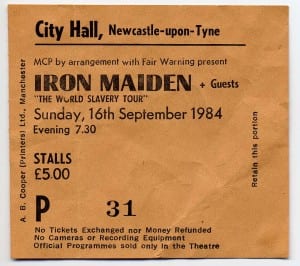 City Hall, Newcastle-upon-Tyne
MCP by arrangement with Fair Warning present
IRON MAIDEN + Guests
"THE WORLD SLAVERY TOUR"
Sunday, 16th September 1984
Evening 7.30
STALLS
£5.00
P 31
No Tickets Exchanged nor Money Refunded
No Cameras or Recording Equipment
Official Programmes sold only in the Theatre
A. B. Cooper (Printers) Ltd., Manchester
Retain this portion